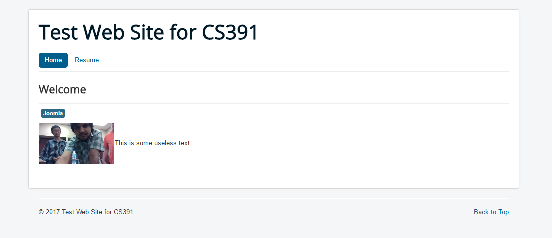 Test Web Site for CS391
Home Resume
Welcome
Joomla
This is some useless text
© 2017 Test Web Site for CS391 Back to Top